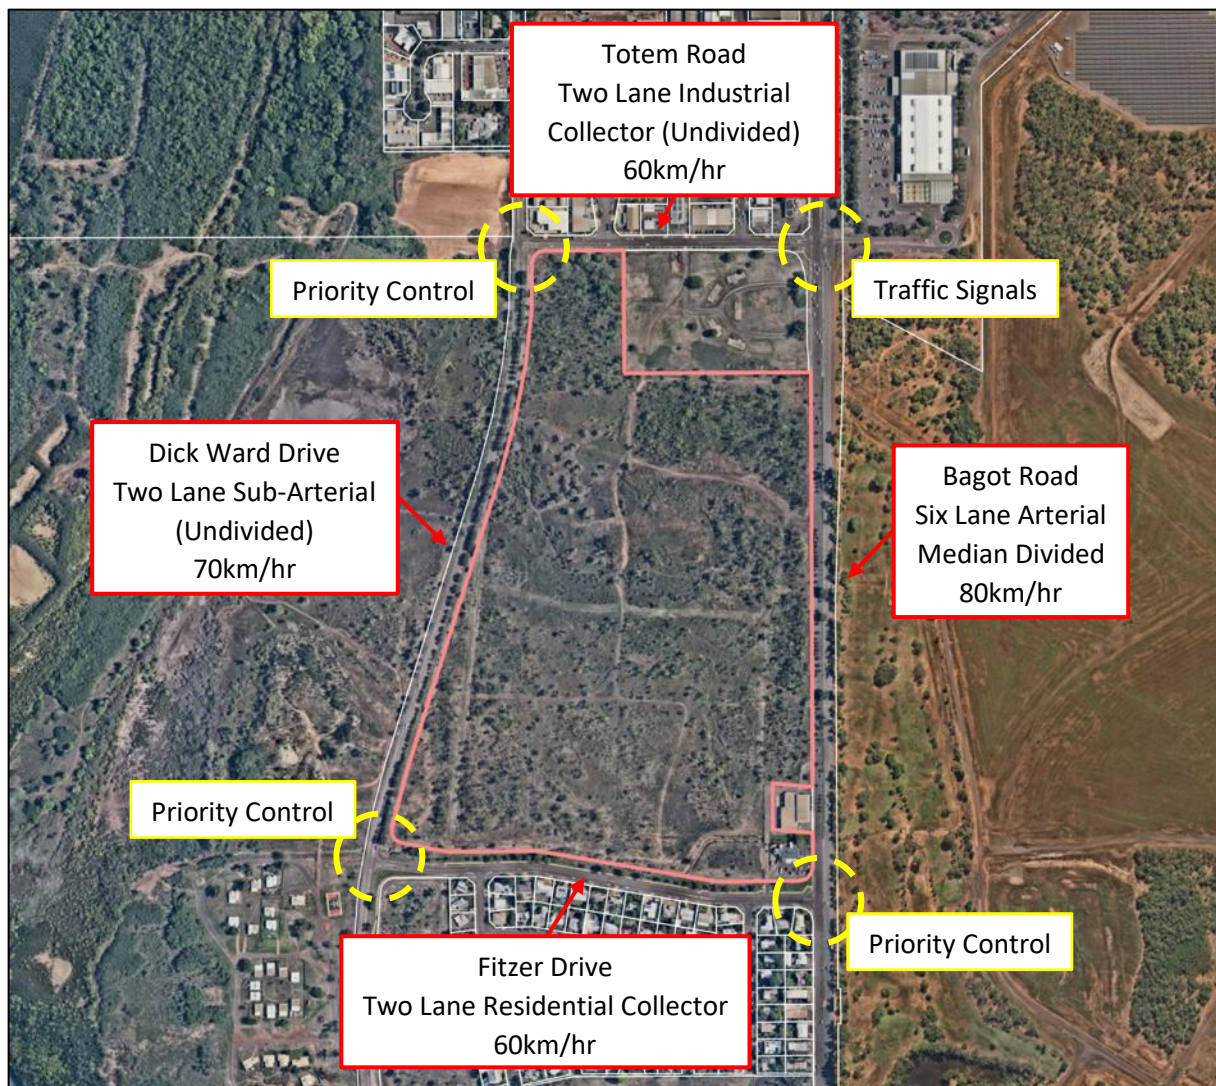 Totem Road
Two Lane Industrial
Collector (Undivided)
60km/hr
Priority Control
Traffic Signals
Dick Ward Drive
Two Lane Sub-Arterial
(Undivided)
70km/hr
Bagot Road
Six Lane Arterial
Median Divided
80km/hr
Priority Control
Priority Control
Fitzer Drive
Two Lane Residential Collector
60km/hr